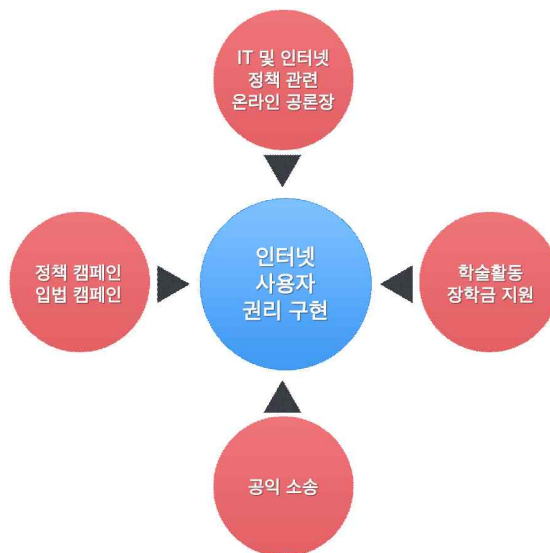 IT 및 인터넷
정책 관련
온라인 공론장
정책 캠페인
입법 캠페인
인터넷
사용자
권리 구현
학술활동
장학금 지원
공익 소송